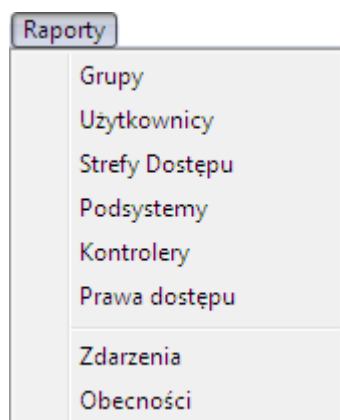 Raporty
Grupy
Użytkownicy
Strefy Dostępu
Podsystemy
Kontrolery
Prawa dostępu
Zdarzenia
Obecności